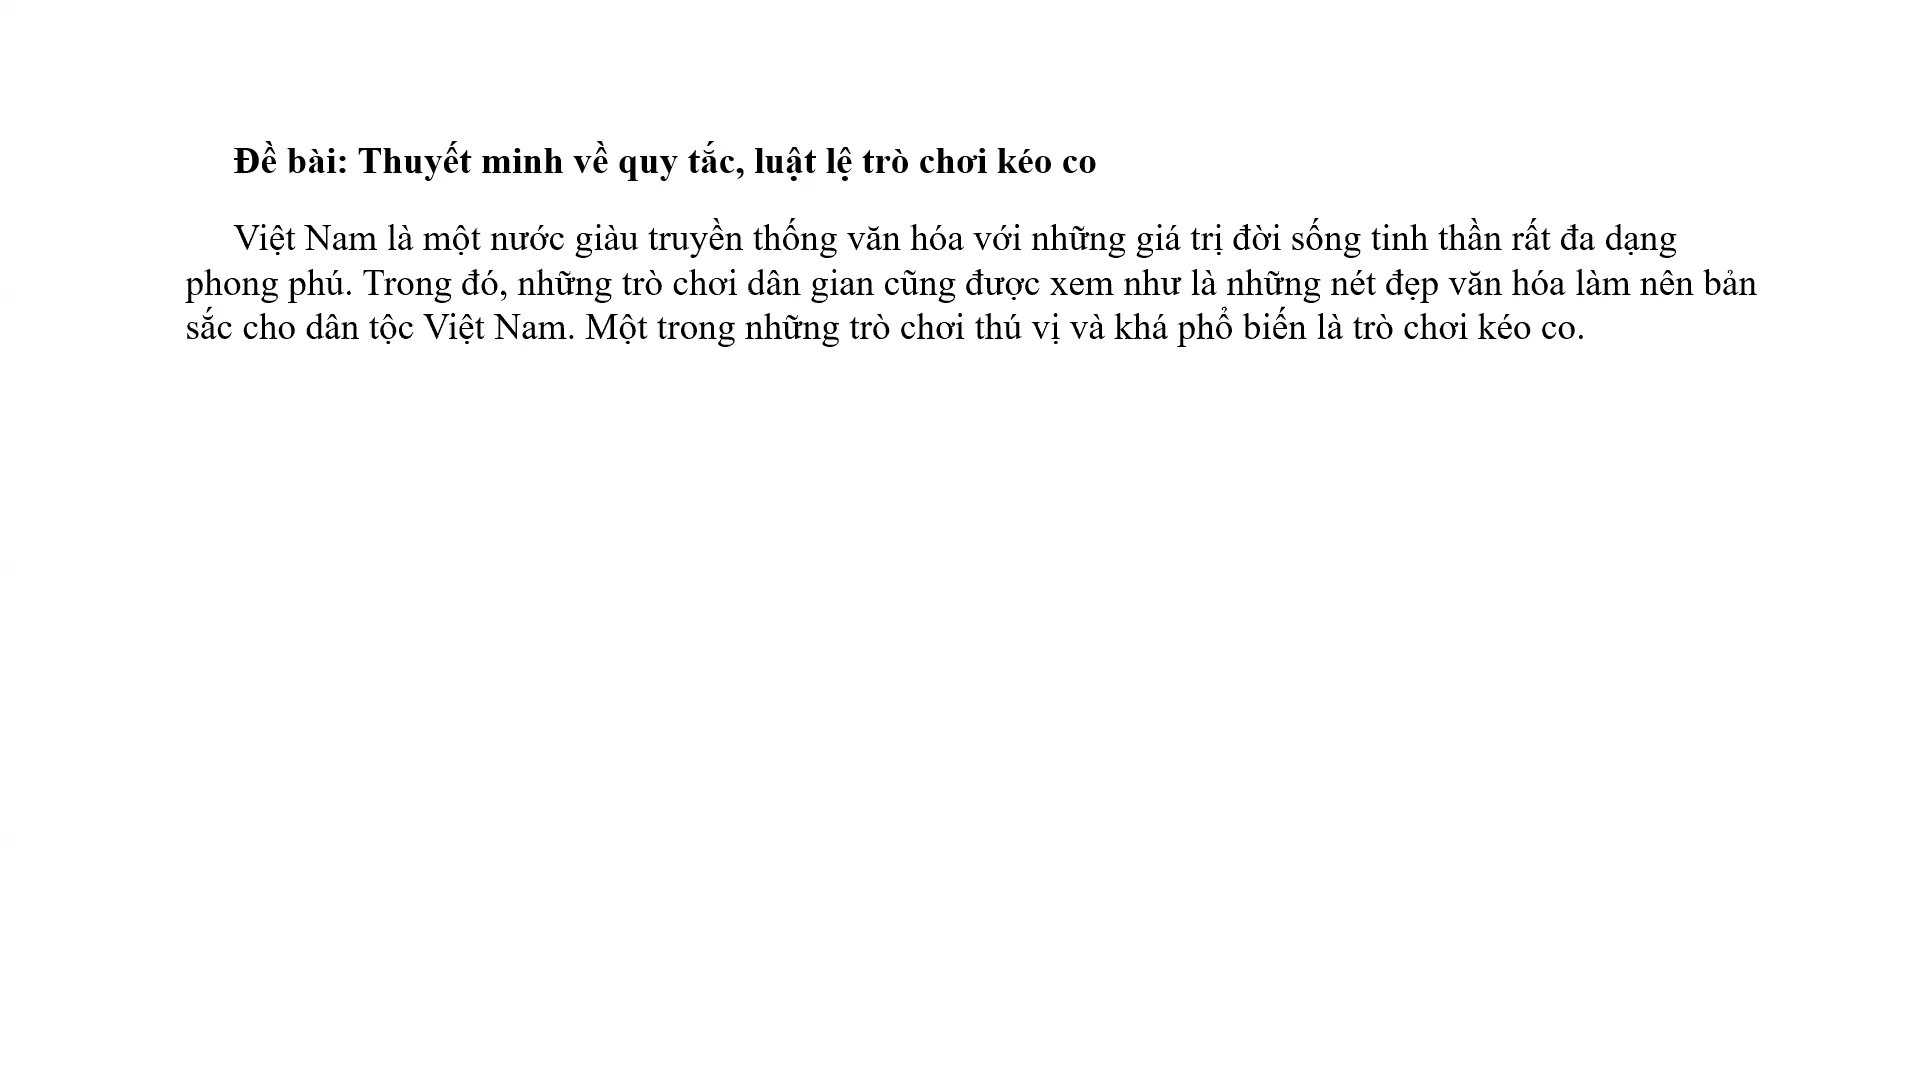 Đề bài: Thuyết minh về quy tắc, luật lệ trò chơi kéo co
Việt Nam là một nước giàu truyền thống văn hóa với những giá trị đời sống tinh thần rất đa dạng
phong phú. Trong đó, những trò chơi dân gian cũng được xem như là những nét đẹp văn hóa làm nên bản
sắc cho dân tộc Việt Nam. Một trong những trò chơi thú vị và khá phổ biến là trò chơi kéo co.